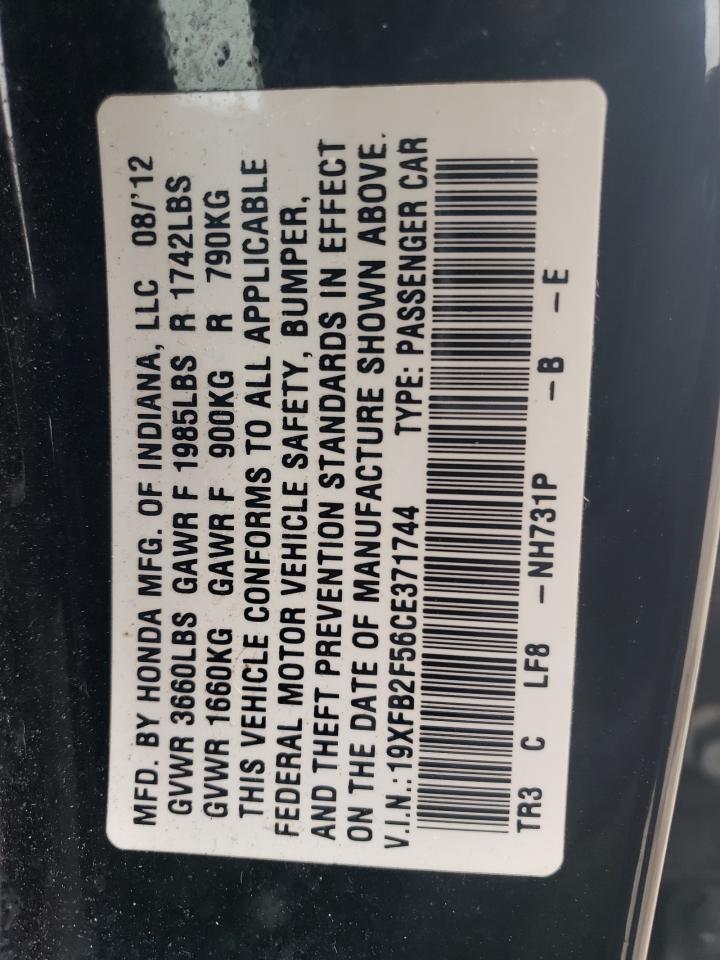 MFD. BY HONDA MFG. OF INDIANA, LLC 08/'12
GVWR 3660LBS GAWR F 1985LBS R 1742LBS
GVWR 1660KG GAWR F 900KG R 790KG
THIS VEHICLE CONFORMS TO ALL APPLICABLE
FEDERAL MOTOR VEHICLE SAFETY, BUMPER,
AND THEFT PREVENTION STANDARDS IN EFFECT
ON THE DATE OF MANUFACTURE SHOWN ABOVE.
V.I.N.:19XFB2F56CE371744 TYPE: PASSENGER CAR
TR3 C LF8 -NH731P -B -E